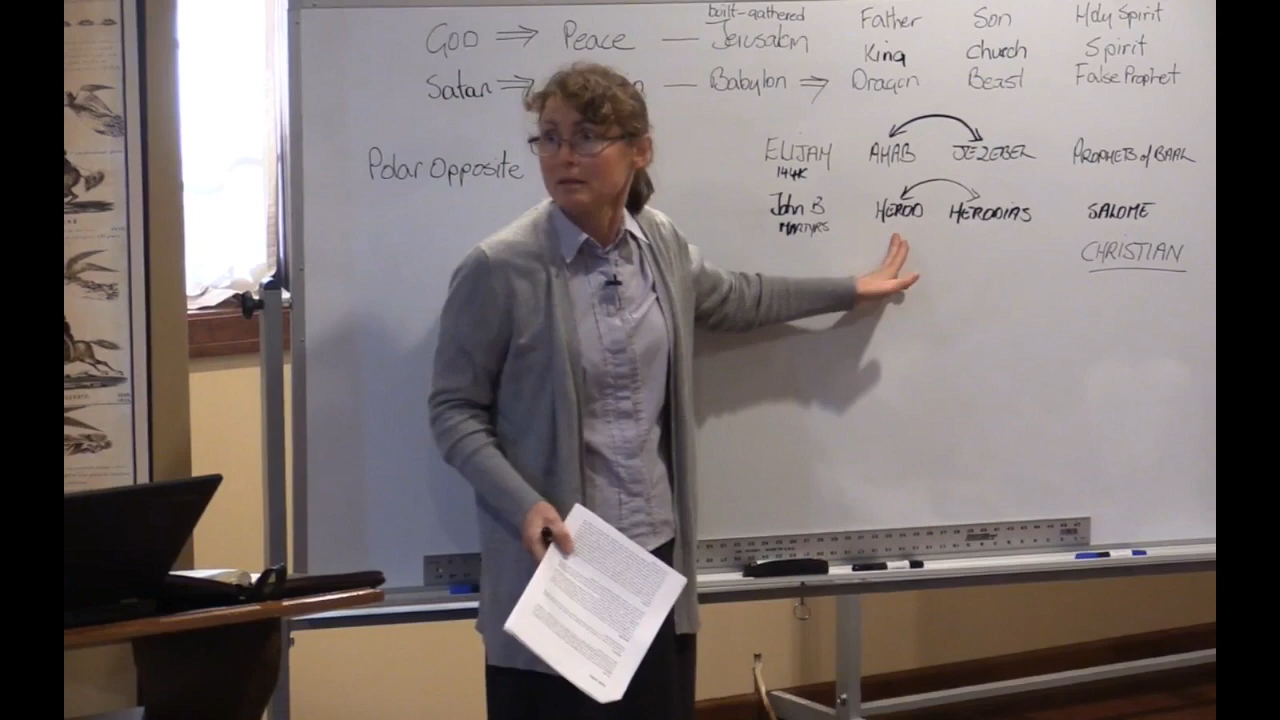 built-gathered Father Son Holy Spirit
GOD ⇒ Peace — Jerusalem King Church Spirit
Satan ⇒ — Babylon ⇒ Dragon Beast False Prophet
Polar Opposite ELIJAH AHAB JEZEBEL PROPHETS of BAAL
144K
John B HEROD HERODIAS SALOME
MARTYRS
CHRISTIAN